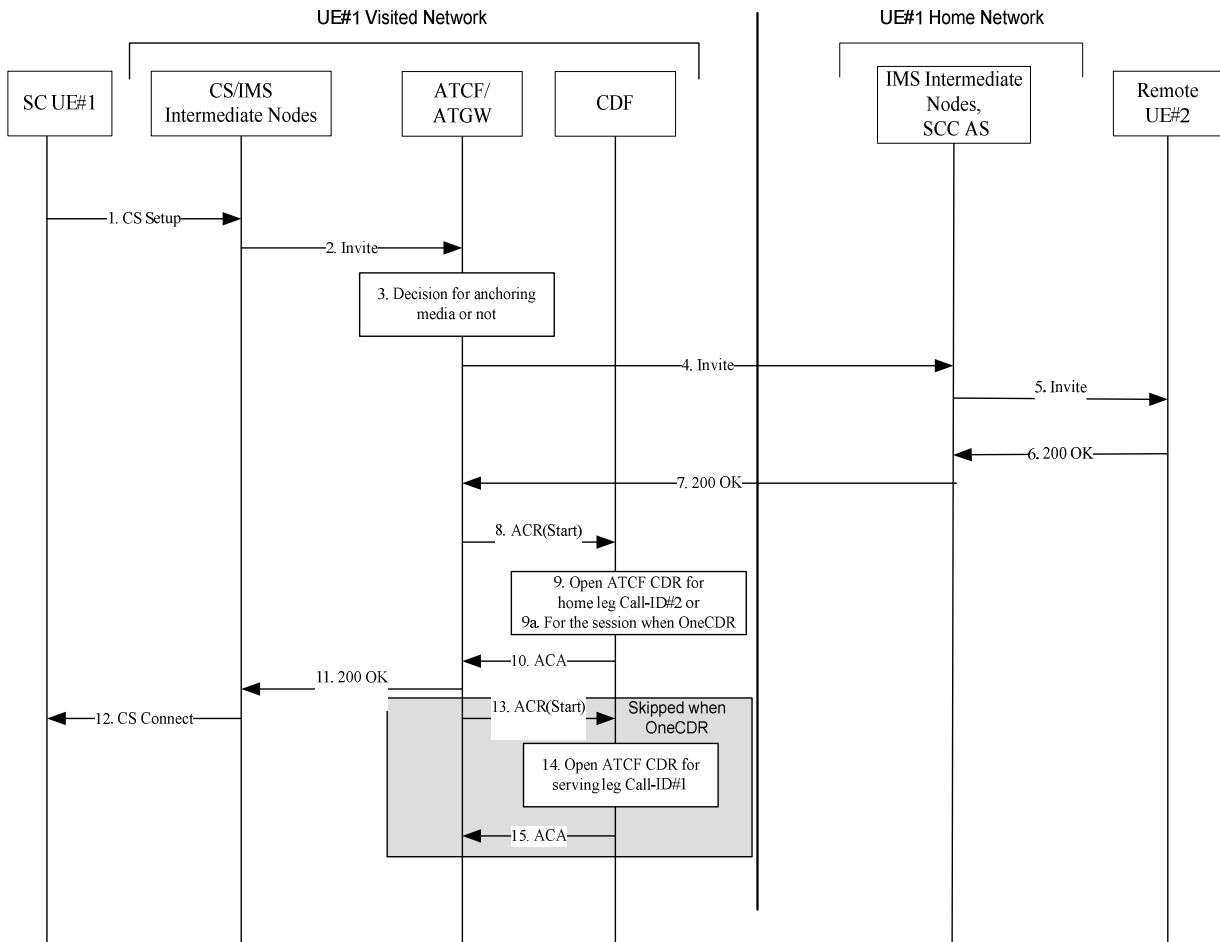 UE#1 Visited Network
UE#1 Home Network
SC UE#1
CS/IMS
Intermediate Nodes
ATCF/
ATGW
CDF
IMS Intermediate
Nodes,
SCC AS
Remote
UE#2
1. CS Setup
2. Invite
3. Decision for anchoring
media or not
4. Invite
5. Invite
6. 200 OK
7. 200 OK
8. ACR(Start)
9. Open ATCF CDR for
home leg Call-ID#2 or
9a. For the session when OneCDR
10. ACA
11. 200 OK
12. CS Connect
13. ACR(Start)
Skipped when
OneCDR
14. Open ATCF CDR for
serving leg Call-ID#1
15. ACA